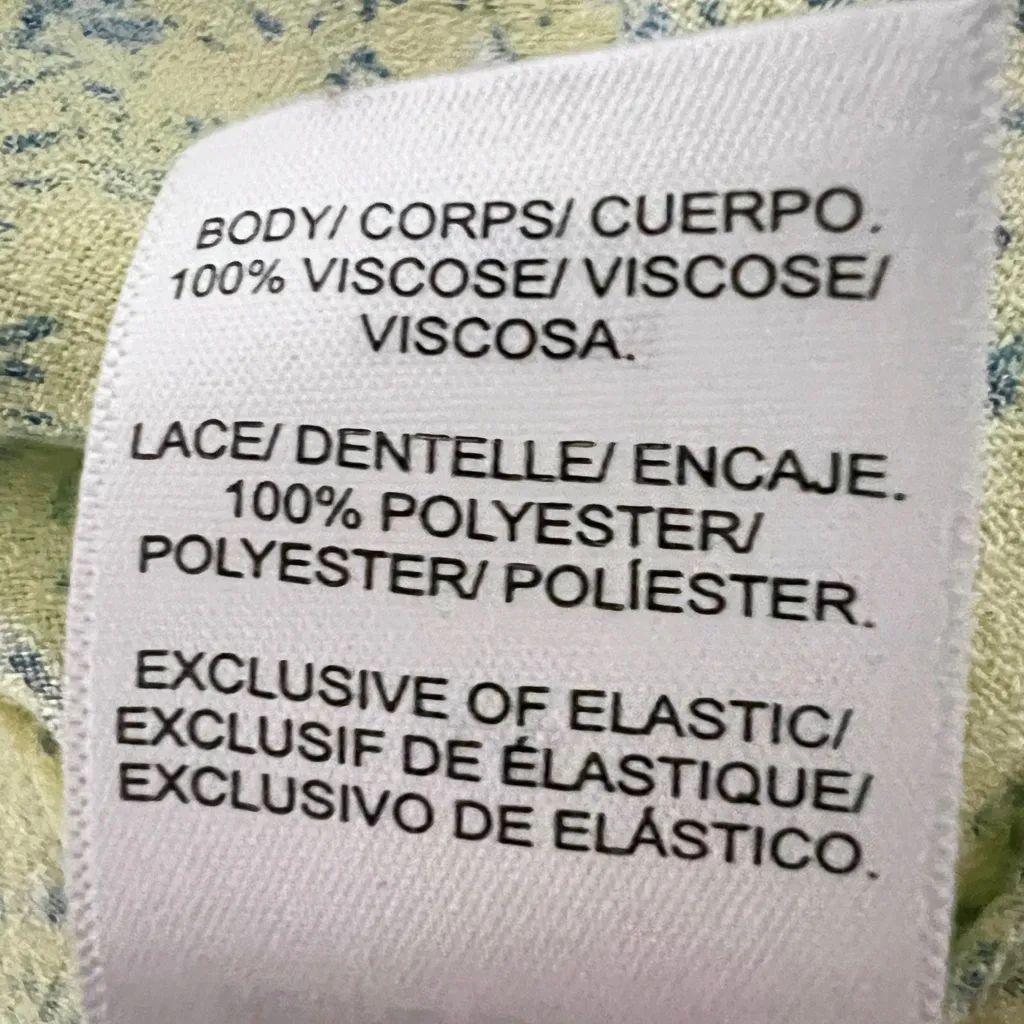 BODY/ CORPS/ CUERPO.
100% VISCOSE/ VISCOSE/
VISCOSA.
LACE/ DENTELLE/ ENCAJE.
100% POLYESTER/
POLYESTER/ POLÍESTER.
EXCLUSIVE OF ELASTIC/
EXCLUSIF DE ÉLASTIQUE/
EXCLUSIVO DE ELÁSTICO.